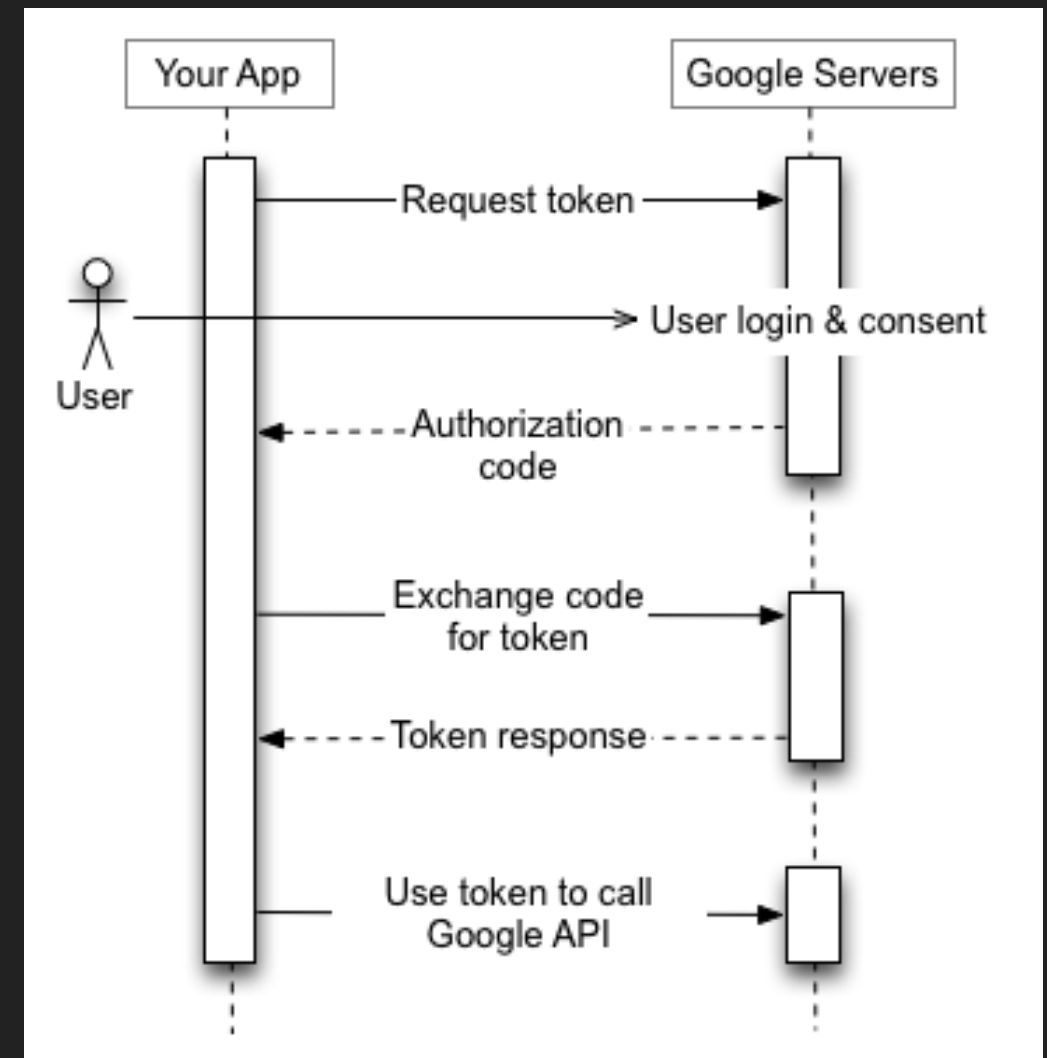 Your App
Google Servers
Request token
User login & consent
User
Authorization
code
Exchange code
for token
Token response
Use token to call
Google API